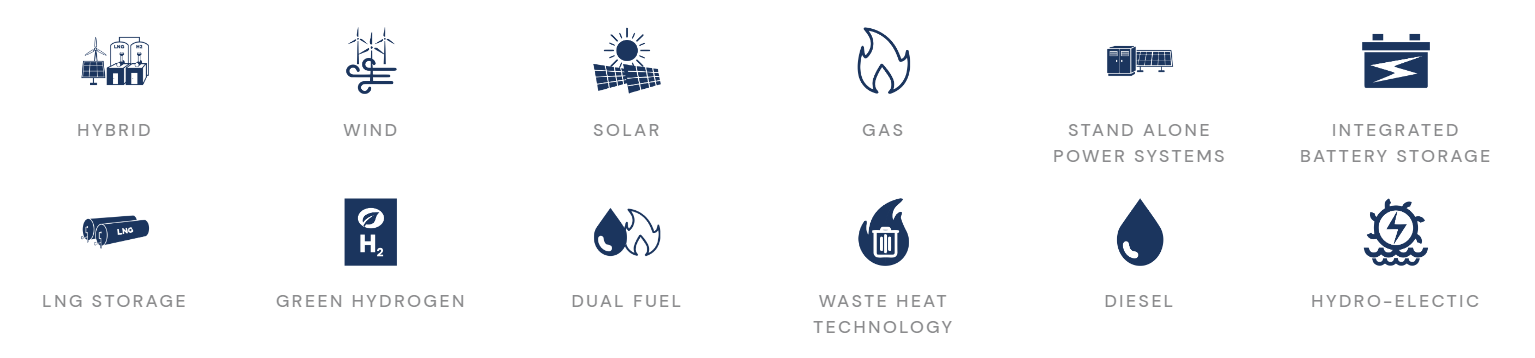 LNG H2
HYBRID
WIND
SOLAR
GAS
STAND ALONE
POWER SYSTEMS
INTEGRATED
BATTERY STORAGE
LNG
LNG STORAGE
H2
GREEN HYDROGEN
DUAL FUEL
WASTE HEAT
TECHNOLOGY
DIESEL
HYDRO-ELECTIC